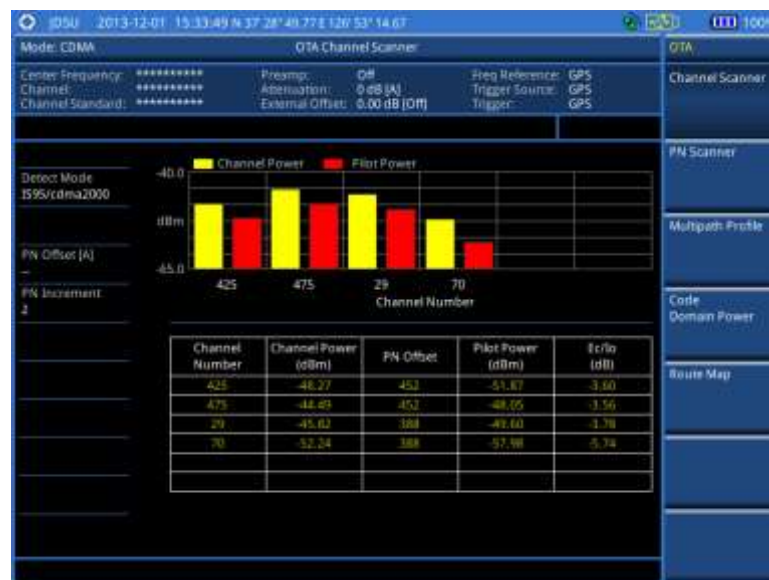 JDSU 2013-12-01 15:33:49 N 37° 28' 49.77 E 126° 53' 14.67 100%
Mode: CDMA OTA Channel Scanner OTA
Center Frequency: ********** Preamp: Off Freq Reference: GPS
Channel: ********** Attenuation: 0 dB [A] Trigger Source: GPS
Channel Standard: ********** External Offset: 0.00 dB [Off] Trigger: GPS
Channel Scanner
PN Scanner
Multipath Profile
Code
Domain Power
Route Map
Detect Mode
IS95/cdma2000
PN Offset [A]
--
PN Increment
2
Channel Power Pilot Power
-40.0
dBm
-65.0
425 475 29 70
Channel Number
Channel Number Channel Power (dBm) PN Offset Pilot Power (dBm) Ec/Io (dB)
425 -48.27 452 -51.87 -3.60
475 -44.49 452 -48.05 -3.56
29 -45.82 388 -49.60 -3.78
70 -52.24 388 -57.98 -5.74